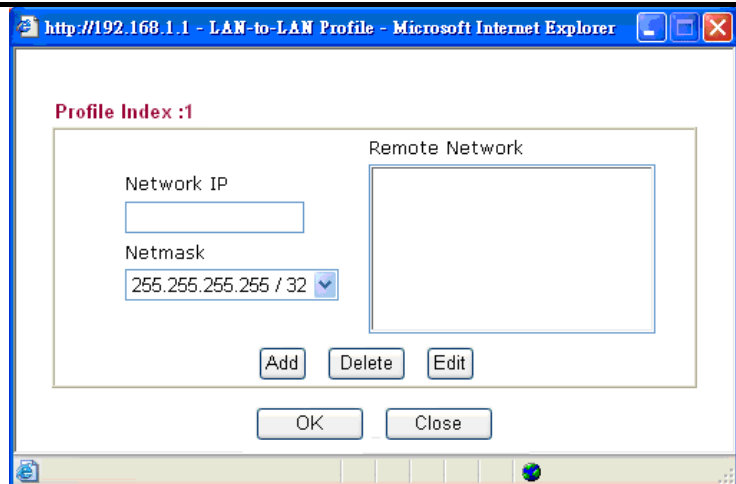 http://192.168.1.1 - LAN-to-LAN Profile - Microsoft Internet Explorer
Profile Index :1
Remote Network
Network IP
Netmask
255.255.255.255 / 32
Add Delete Edit
OK Close